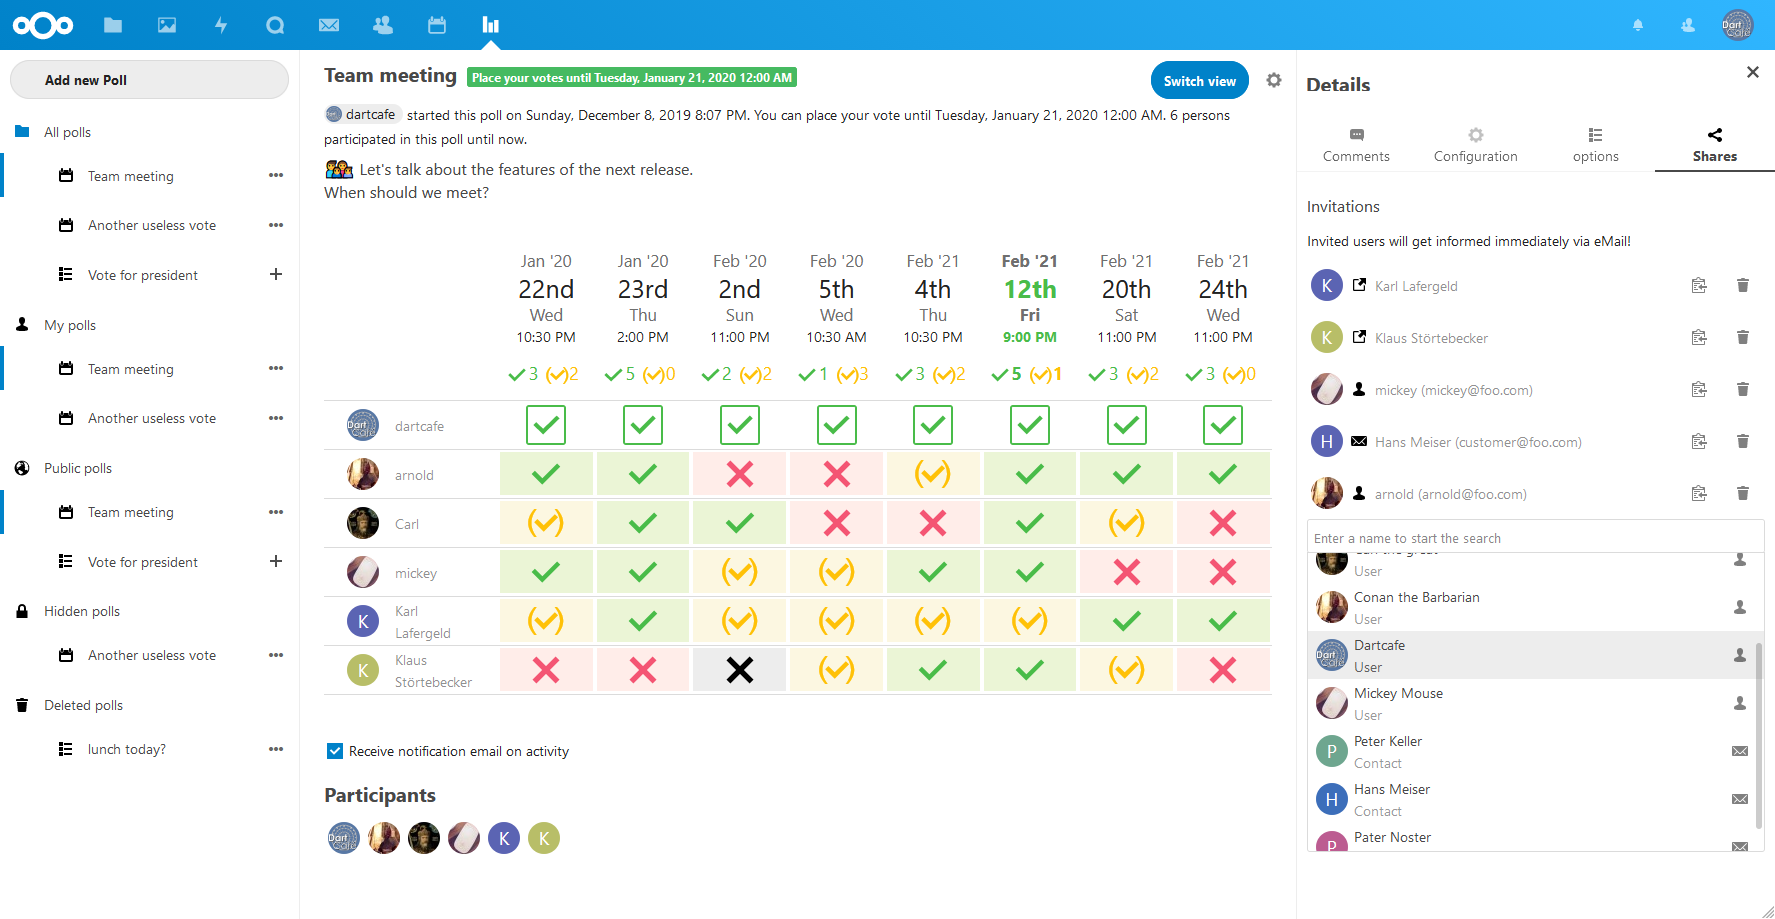 Add new Poll
All polls
Team meeting
Another useless vote
Vote for president
My polls
Team meeting
Another useless vote
Public polls
Team meeting
Vote for president
Hidden polls
Another useless vote
Deleted polls
lunch today?
Team meeting Place your votes until Tuesday, January 21, 2020 12:00 AM
Switch view
dartcafe started this poll on Sunday, December 8, 2019 8:07 PM. You can place your vote until Tuesday, January 21, 2020 12:00 AM. 6 persons
participated in this poll until now.
Let's talk about the features of the next release.
When should we meet?
Jan '20 Jan '20 Feb '20 Feb '20 Feb '21 Feb '21 Feb '21 Feb '21
22nd 23rd 2nd 5th 4th 12th 20th 24th
Wed Thu Sun Wed Thu Fri Sat Wed
10:30 PM 2:00 PM 11:00 PM 10:30 AM 10:30 PM 9:00 PM 11:00 PM 11:00 PM
3 2 5 0 2 2 1 3 3 2 5 1 3 2 3 0
Dart Café dartcafe
arnold
Carl
mickey
K Karl
Lafergeld
K Klaus
Störtebecker
Receive notification email on activity
Participants
Dart Café K K
Dart Café
Details
Comments Configuration options Shares
Invitations
Invited users will get informed immediately via eMail!
K Karl Lafergeld
K Klaus Störtebecker
mickey (mickey@foo.com)
H Hans Meiser (customer@foo.com)
arnold (arnold@foo.com)
Enter a name to start the search
User
Conan the Barbarian
User
Dart Café Dartcafe
User
Mickey Mouse
User
P Peter Keller
Contact
H Hans Meiser
Contact
P Pater Noster